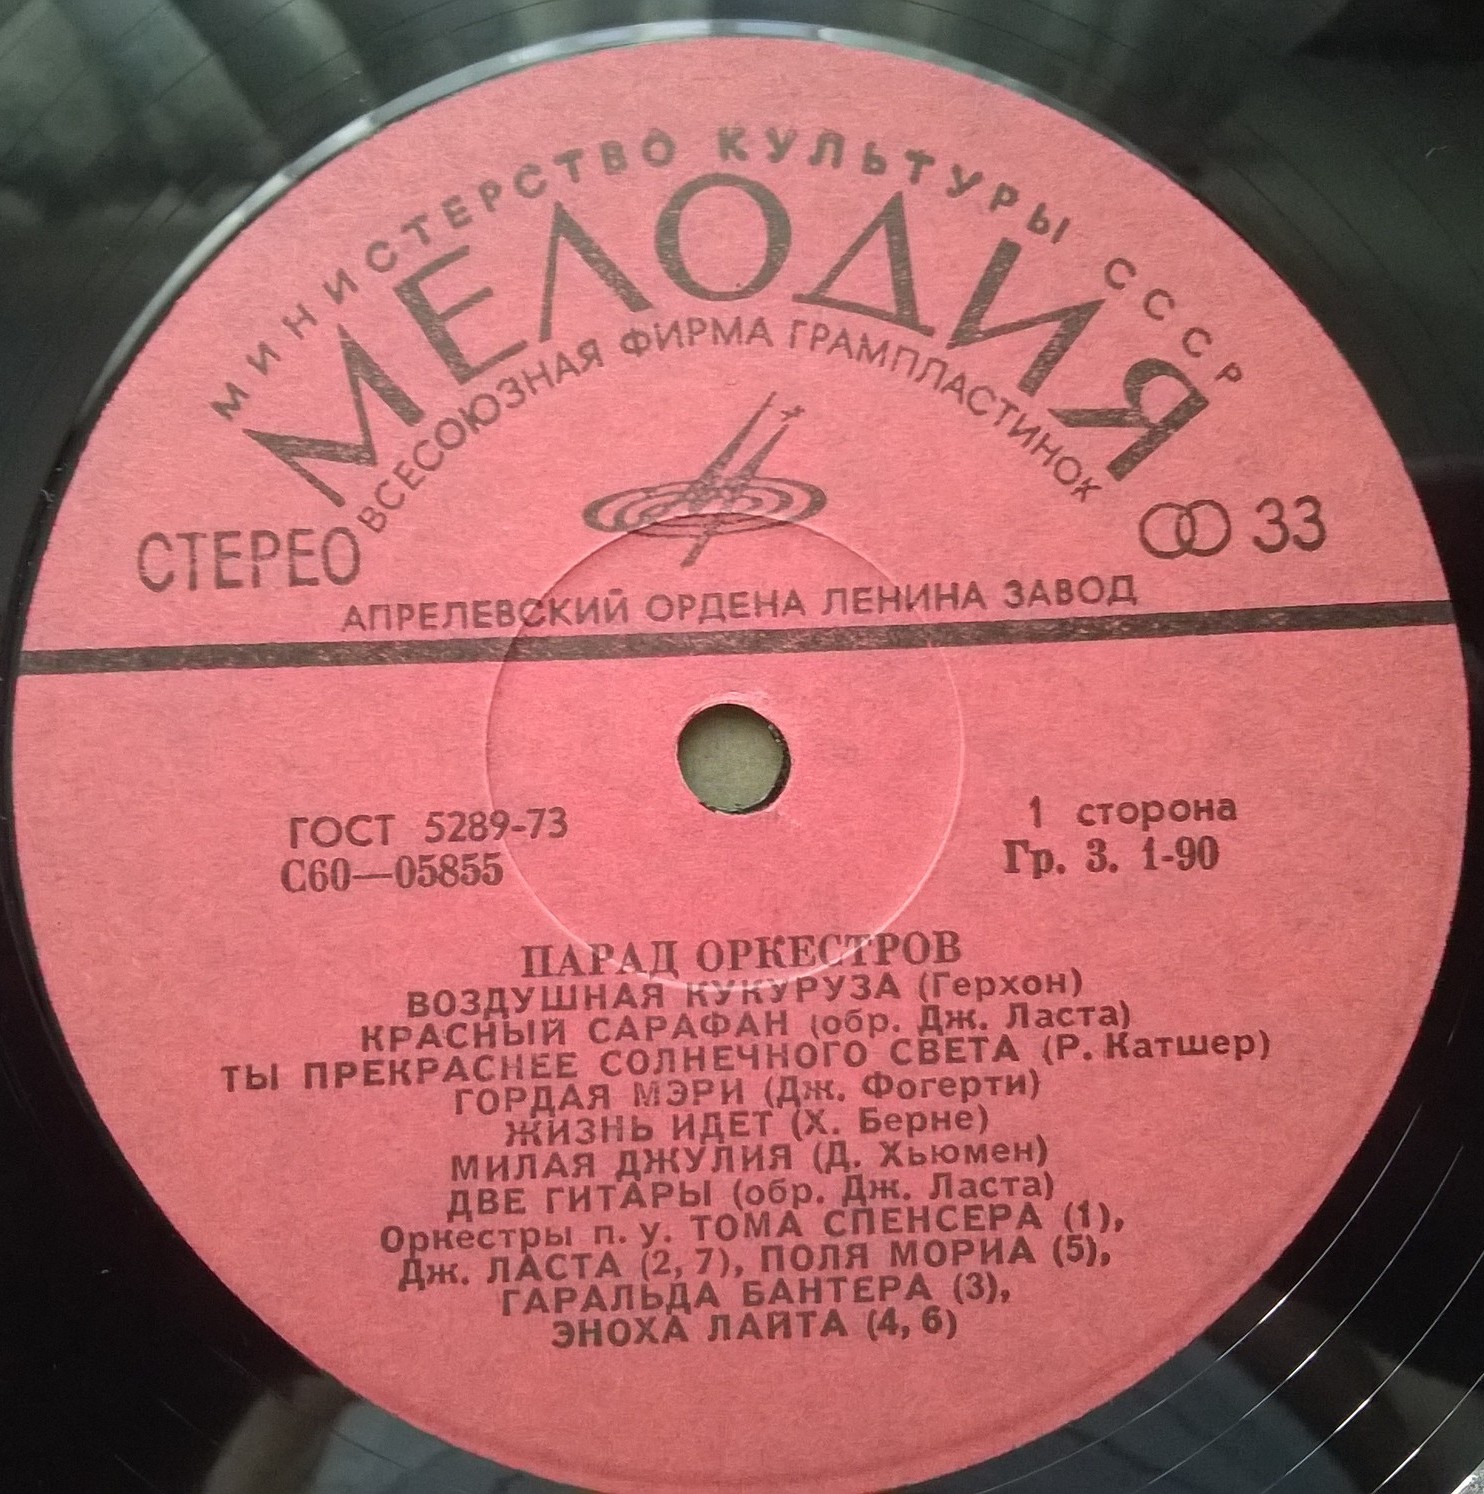 МИНИСТЕРСТВО КУЛЬТУРЫ СССР
МЕЛОДИЯ
ВСЕСОЮЗНАЯ ФИРМА ГРАМПЛАСТИНОК
СТЕРЕО
33
АПРЕЛЕВСКИЙ ОРДЕНА ЛЕНИНА ЗАВОД
ГОСТ 5289-73
С60—05855
1 сторона
Гр. 3. 1-90
ПАРАД ОРКЕСТРОВ
ВОЗДУШНАЯ КУКУРУЗА (Герхон)
КРАСНЫЙ САРАФАН (обр. Дж. Ласта)
ТЫ ПРЕКРАСНЕЕ СОЛНЕЧНОГО СВЕТА (Р. Катшер)
ГОРДАЯ МЭРИ (Дж. Фогерти)
ЖИЗНЬ ИДЕТ (Х. Берне)
МИЛАЯ ДЖУЛИЯ (Д. Хьюмен)
ДВЕ ГИТАРЫ (обр. Дж. Ласта)
Оркестры п. у. ТОМА СПЕНСЕРА (1),
Дж. ЛАСТА (2, 7), ПОЛЯ МОРИА (5),
ГАРАЛЬДА БАНТЕРА (3),
ЭНОХА ЛАЙТА (4, 6)